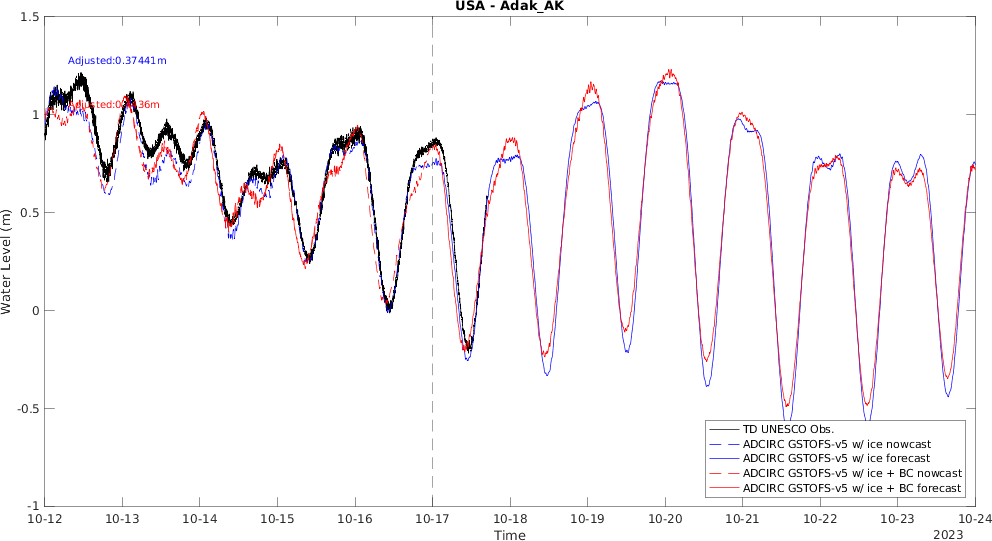 USA - Adak_AK
1.5
1
0.5
0
-0.5
-1
Water Level (m)
Adjusted:0.37441m
TD UNESCO Obs.
ADCIRC GSTOFS-v5 w/ ice nowcast
ADCIRC GSTOFS-v5 w/ ice forecast
ADCIRC GSTOFS-v5 w/ ice + BC nowcast
ADCIRC GSTOFS-v5 w/ ice + BC forecast
10-12 10-13 10-14 10-15 10-16 10-17 10-18 10-19 10-20 10-21 10-22 10-23 10-24
Time
2023